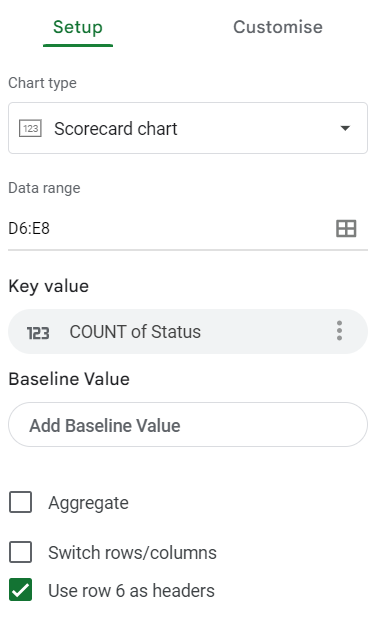 Setup Customise
Chart type
123 Scorecard chart
Data range
D6:E8
Key value
123 COUNT of Status
Baseline Value
Add Baseline Value
Aggregate
Switch rows/columns
Use row 6 as headers